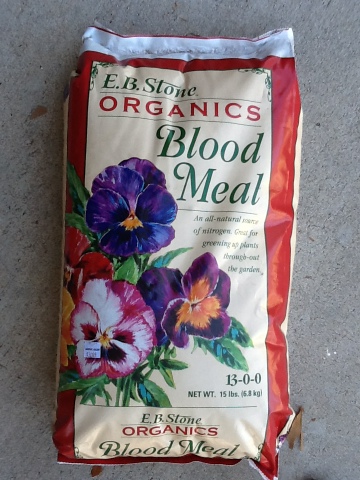 E.B. Stone
ORGANICS
Blood
Meal
An all-natural source
of nitrogen. Great for
greening up plants
through-out
the garden.
13-0-0
NET WT. 15 lbs. (6.8 kg)
E.B. Stone
ORGANICS
Blood Meal